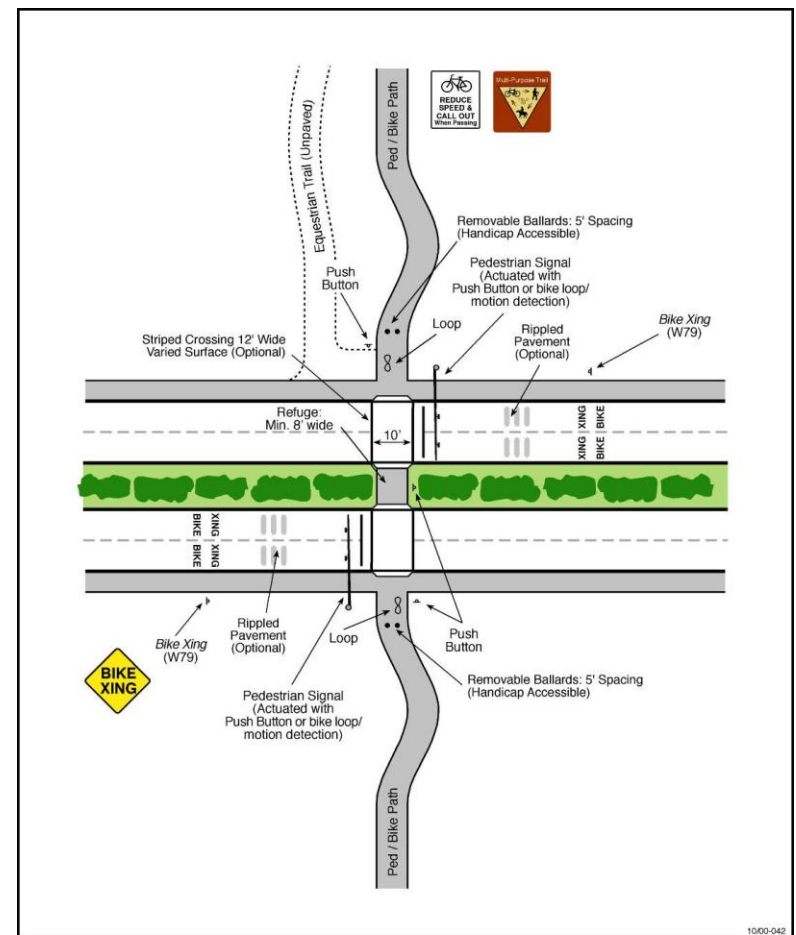 REDUCE
SPEED &
CALL OUT
When Passing
Multi-Purpose Trail
Ped / Bike Path
Equestrian Trail (Unpaved)
Removable Ballards: 5' Spacing
(Handicap Accessible)
Pedestrian Signal
(Actuated with
Push Button or bike loop/
motion detection)
Push
Button
Loop
Rippled
Pavement
(Optional)
Bike Xing
(W79)
Striped Crossing 12' Wide
Varied Surface (Optional)
Refuge:
Min. 8' wide
10'
XING XING
BIKE BIKE
BIKE BIKE
XING XING
Bike Xing
(W79)
Rippled
Pavement
(Optional)
Loop
Push
Button
BIKE
XING
Pedestrian Signal
(Actuated with
Push Button or bike loop/
motion detection)
Removable Ballards: 5' Spacing
(Handicap Accessible)
Ped / Bike Path
10/00-042